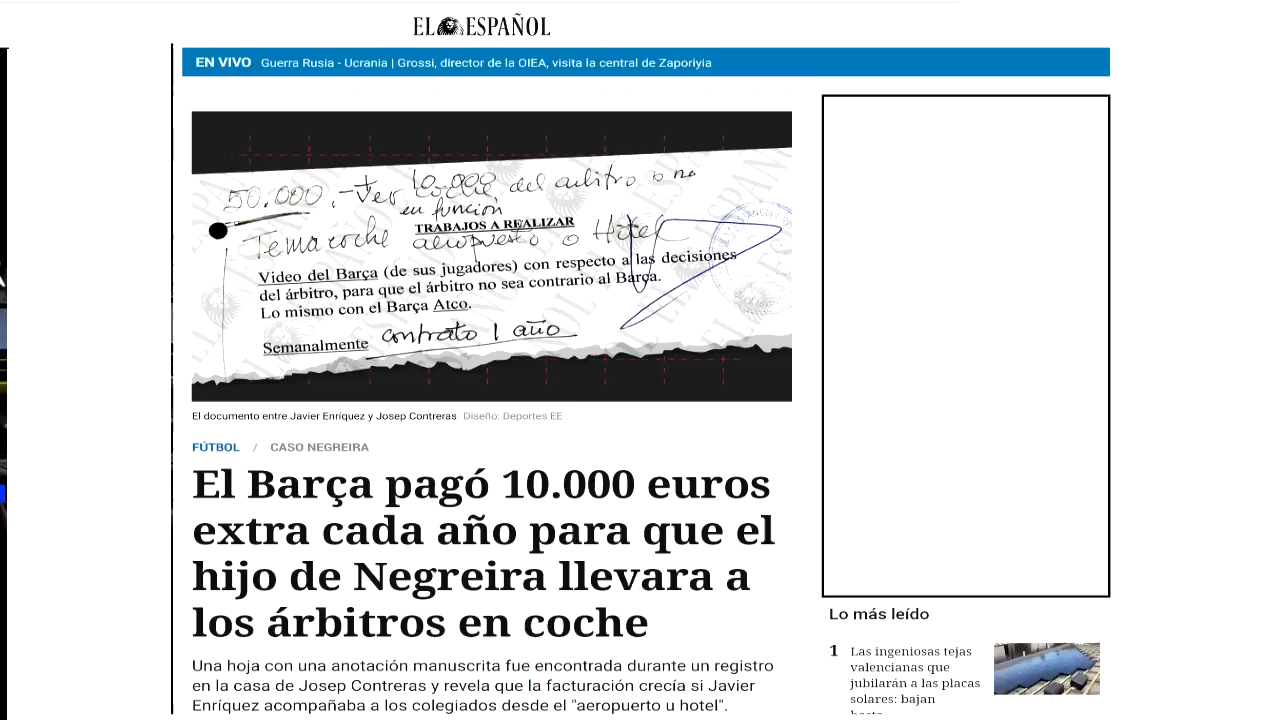 EL ESPAÑOL
EN VIVO Guerra Rusia - Ucrania | Grossi, director de la OIEA, visita la central de Zaporiyia
10.000
50.000.-+ Ver coche del arbitro o no
en función
TRABAJOS A REALIZAR
Tema coche aeropuerto o Hotel
Video del Barça (de sus jugadores) con respecto a las decisiones
del árbitro, para que el árbitro no sea contrario al Barça.
Lo mismo con el Barça Atco.
Semanalmente contrato 1 año
El documento entre Javier Enríquez y Josep Contreras Diseño: Deportes EE
FÚTBOL / CASO NEGREIRA
El Barça pagó 10.000 euros
extra cada año para que el
hijo de Negreira llevara a
los árbitros en coche
Una hoja con una anotación manuscrita fue encontrada durante un registro
en la casa de Josep Contreras y revela que la facturación crecía si Javier
Enríquez acompañaba a los colegiados desde el "aeropuerto u hotel".
Lo más leído
1 Las ingeniosas tejas
valencianas que
jubilarán a las placas
solares: bajan